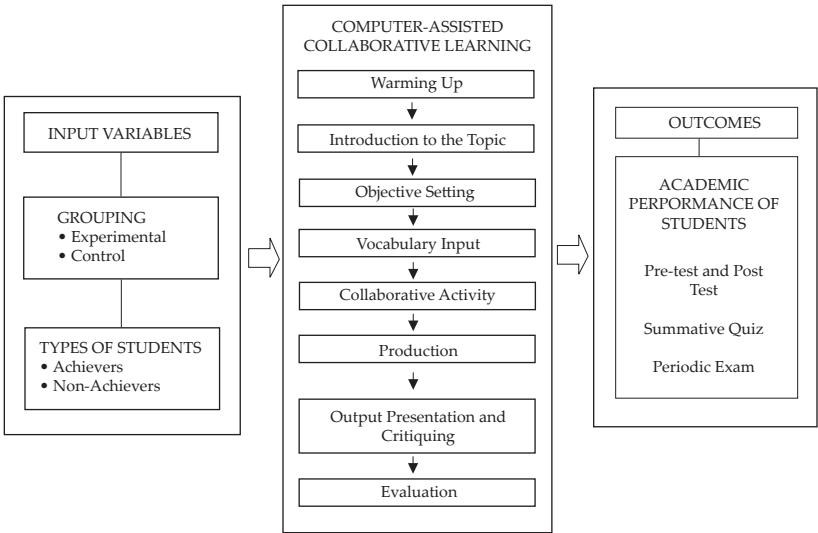 INPUT VARIABLES
GROUPING
• Experimental
• Control
TYPES OF STUDENTS
• Achievers
• Non-Achievers
COMPUTER-ASSISTED
COLLABORATIVE LEARNING
Warming Up
Introduction to the Topic
Objective Setting
Vocabulary Input
Collaborative Activity
Production
Output Presentation and
Critiquing
Evaluation
OUTCOMES
ACADEMIC
PERPORMANCE OF
STUDENTS
Pre-test and Post
Test
Summative Quiz
Periodic Exam